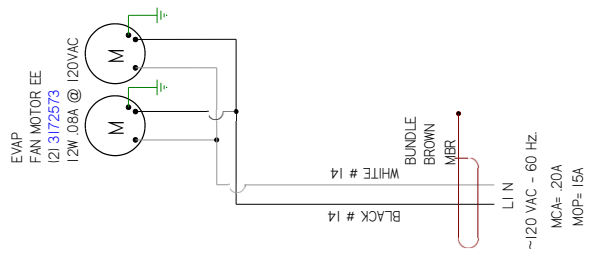 EVAP
FAN MOTOR EE
(2) 3172573
12W .08A @ 120VAC
M
M
WHITE # 14
BLACK # 14
BUNDLE
BROWN
MBR
L1 N
~120 VAC - 60 Hz.
MCA= .20A
MOP= 15A